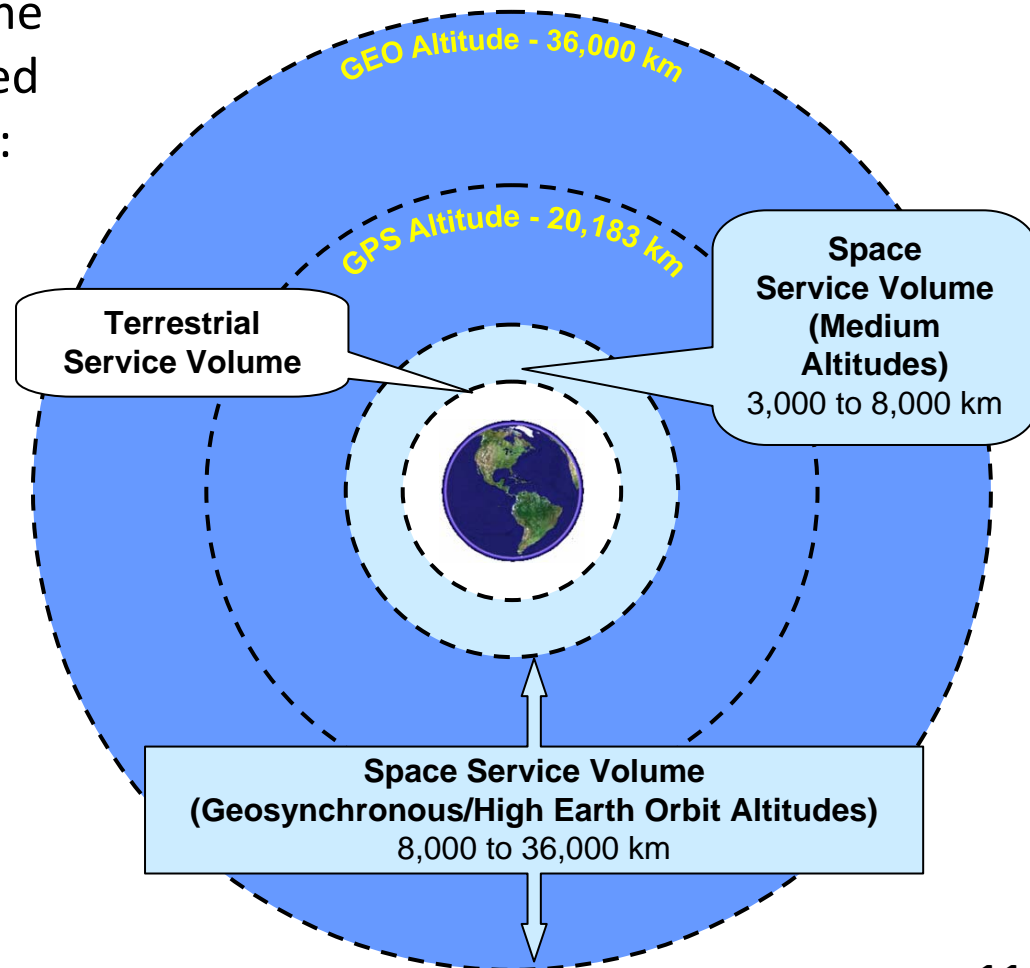 :
GEO Altitude - 36,000 km
GPS Altitude - 20,183 km
Space
Service Volume
(Medium
Altitudes)
3,000 to 8,000 km
Terrestrial
Service Volume
Space Service Volume
(Geosynchronous/High Earth Orbit Altitudes)
8,000 to 36,000 km